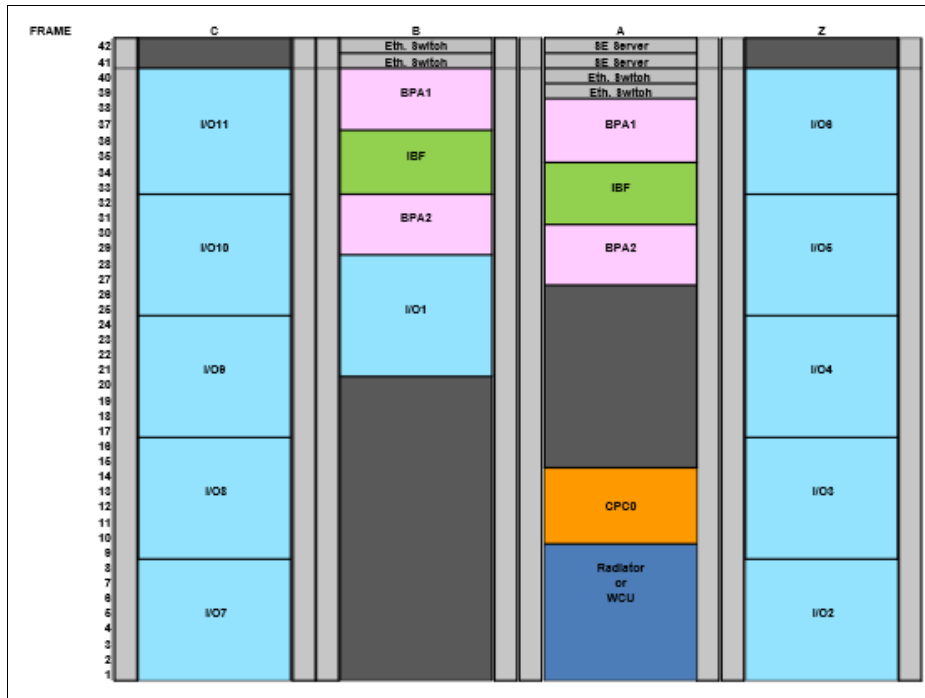 FRAME C B A Z
42 Eth. Switch SE Server
41 Eth. Switch SE Server
40 Eth. Switch
39 Eth. Switch
BPA1
38
37 I/O11 BPA1 I/O6
36
35 IBF
34
33 IBF
32
31 BPA2
30
29 I/O10 BPA2 I/O5
28
27
26
25 I/O1
24
23
22
21 I/O9 I/O4
20
19
18
17
16
15
14
13 I/O8 I/O3
12 CPC0
11
10
9
8 Radiator
7 or
6 WCU
5 I/O7 I/O2
4
3
2
1